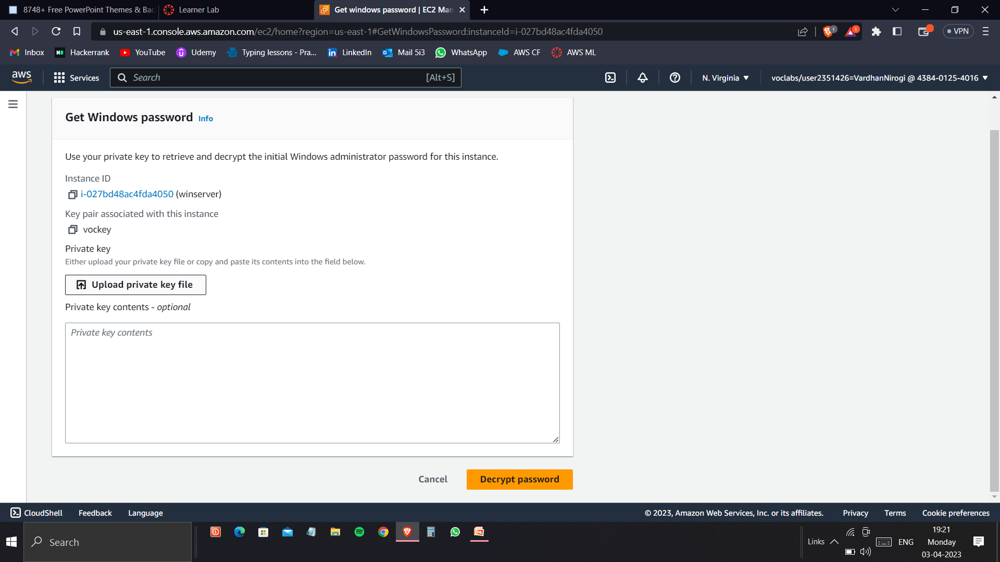 8748+ Free PowerPoint Themes & Bac
Learner Lab
Get windows password | EC2 Man
us-east-1.console.aws.amazon.com/ec2/home?region=us-east-1#GetWindowsPassword:instanceId=i-027bd48ac4fda4050
1
1
VPN
Inbox
Hackerrank
YouTube
Udemy
Typing lessons - Pra...
LinkedIn
Mail 5i3
WhatsApp
AWS CF
AWS ML
aws
Services
Search
[Alt+S]
N. Virginia
voclabs/user2351426=VardhanNirogi @ 4384-0125-4016
Get Windows password Info
Use your private key to retrieve and decrypt the initial Windows administrator password for this instance.
Instance ID
i-027bd48ac4fda4050 (winserver)
Key pair associated with this instance
vockey
Private key
Either upload your private key file or copy and paste its contents into the field below.
Upload private key file
Private key contents - optional
Private key contents
Cancel
Decrypt password
CloudShell
Feedback
Language
© 2023, Amazon Web Services, Inc. or its affiliates.
Privacy
Terms
Cookie preferences
Search
Links
ENG
19:21
Monday
03-04-2023